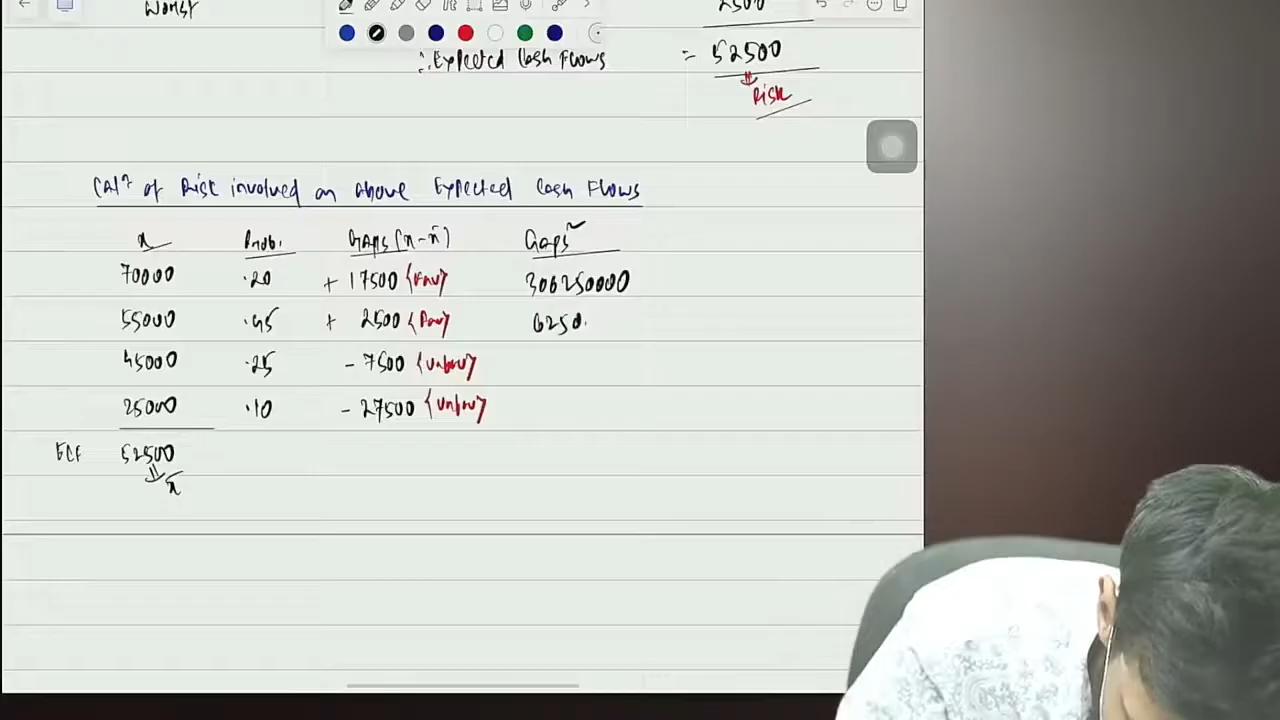 Worst
2500
∴ Expected Cash Flows = 52500
Risk
Calⁿ of Risk involved on above Expected Cash Flows
x Prob. Gaps (x-x̄) Gaps²
70000 .20 + 17500 {Fav} 306250000
55000 .45 + 2500 {Fav} 6250.
45000 .25 - 7500 {Unfav}
25000 .10 - 27500 {Unfav}
ECF 52500
x̄